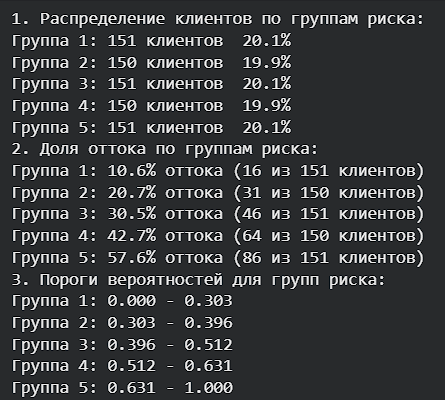 1. Распределение клиентов по группам риска:
Группа 1: 151 клиентов  20.1%
Группа 2: 150 клиентов  19.9%
Группа 3: 151 клиентов  20.1%
Группа 4: 150 клиентов  19.9%
Группа 5: 151 клиентов  20.1%
2. Доля оттока по группам риска:
Группа 1: 10.6% оттока (16 из 151 клиентов)
Группа 2: 20.7% оттока (31 из 150 клиентов)
Группа 3: 30.5% оттока (46 из 151 клиентов)
Группа 4: 42.7% оттока (64 из 150 клиентов)
Группа 5: 57.6% оттока (86 из 151 клиентов)
3. Пороги вероятностей для групп риска:
Группа 1: 0.000 - 0.303
Группа 2: 0.303 - 0.396
Группа 3: 0.396 - 0.512
Группа 4: 0.512 - 0.631
Группа 5: 0.631 - 1.000